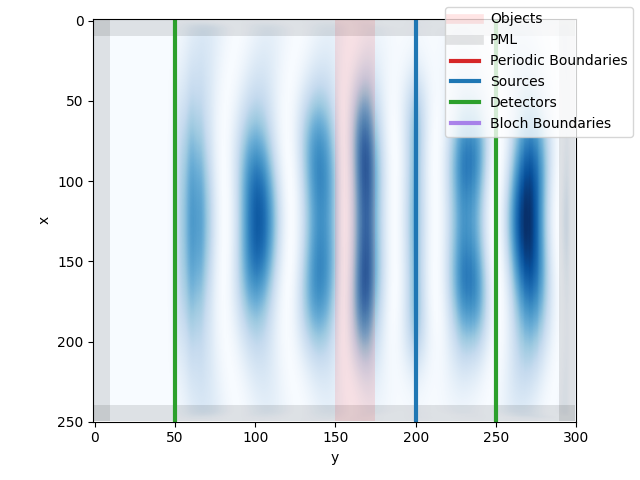 Objects
PML
Periodic Boundaries
Sources
Detectors
Bloch Boundaries
0
50
100
150
200
250
x
0
50
100
150
200
250
300
y